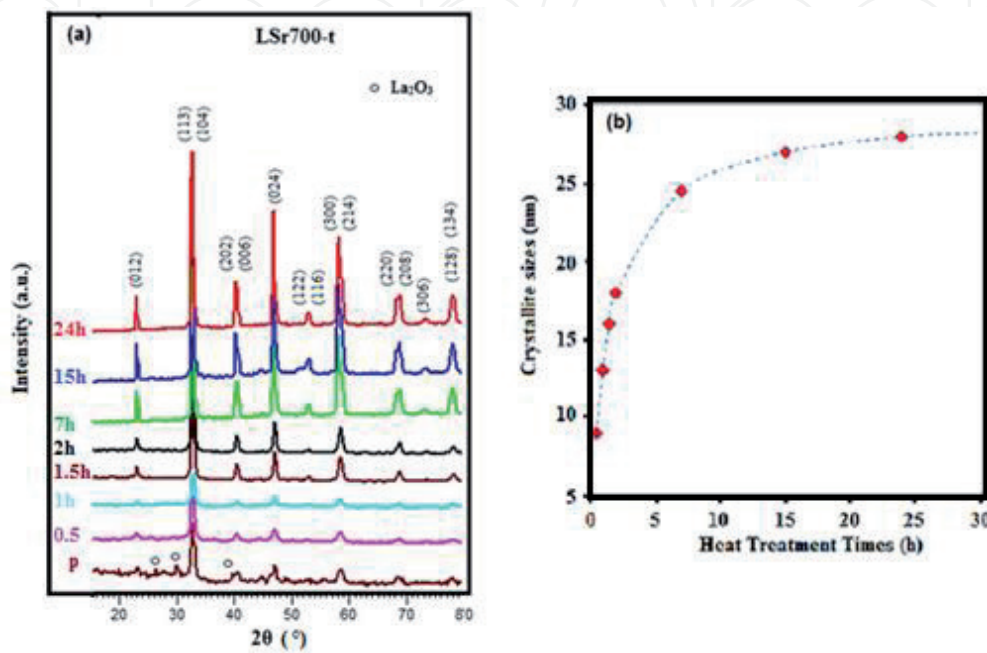 (a)
LSr700-t
o La₂O₃
(012)
(113)
(104)
(202)
(006)
(024)
(122)
(116)
(300)
(214)
(220)
(208)
(306)
(128)
(134)
24h
15h
7h
2h
1.5h
1h
0.5
P
Intensity (a.u.)
20 30 40 50 60 70 80
2θ (°)
(b)
30
25
20
15
10
5
Crystallite sizes (nm)
0 5 10 15 20 25 30
Heat Treatment Times (h)